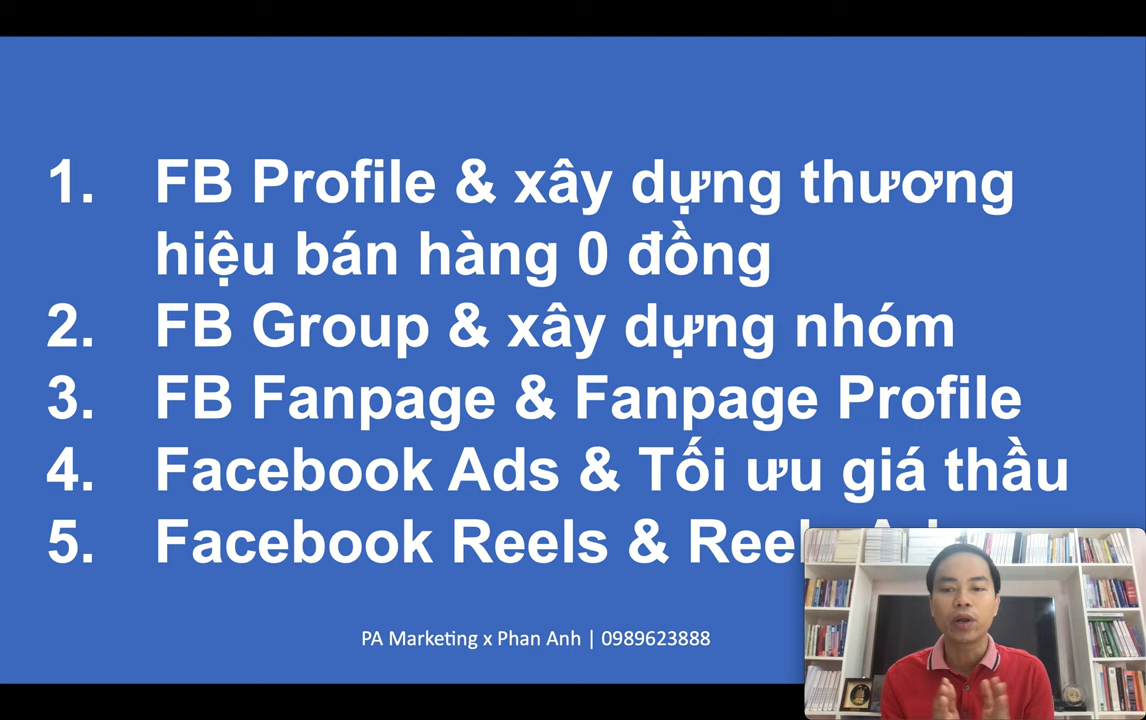 1. FB Profile & xây dựng thương
hiệu bán hàng 0 đồng
2. FB Group & xây dựng nhóm
3. FB Fanpage & Fanpage Profile
4. Facebook Ads & Tối ưu giá thầu
5. Facebook Reels &
PA Marketing x Phan Anh | 0989623888